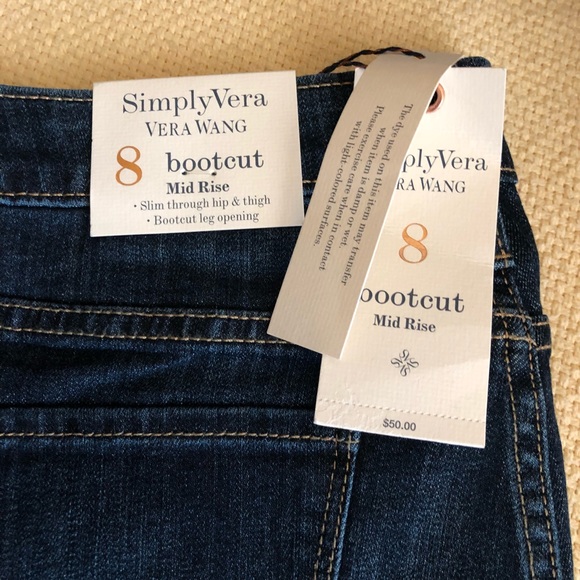 SimplyVera
VERA WANG
8 bootcut
Mid Rise
• Slim through hip & thigh
• Bootcut leg opening
The dye used on this item may transfer
when item is damp or wet.
Please exercise care when in contact
with light-colored surfaces.
plyVera
RA WANG
8
bootcut
Mid Rise
$50.00